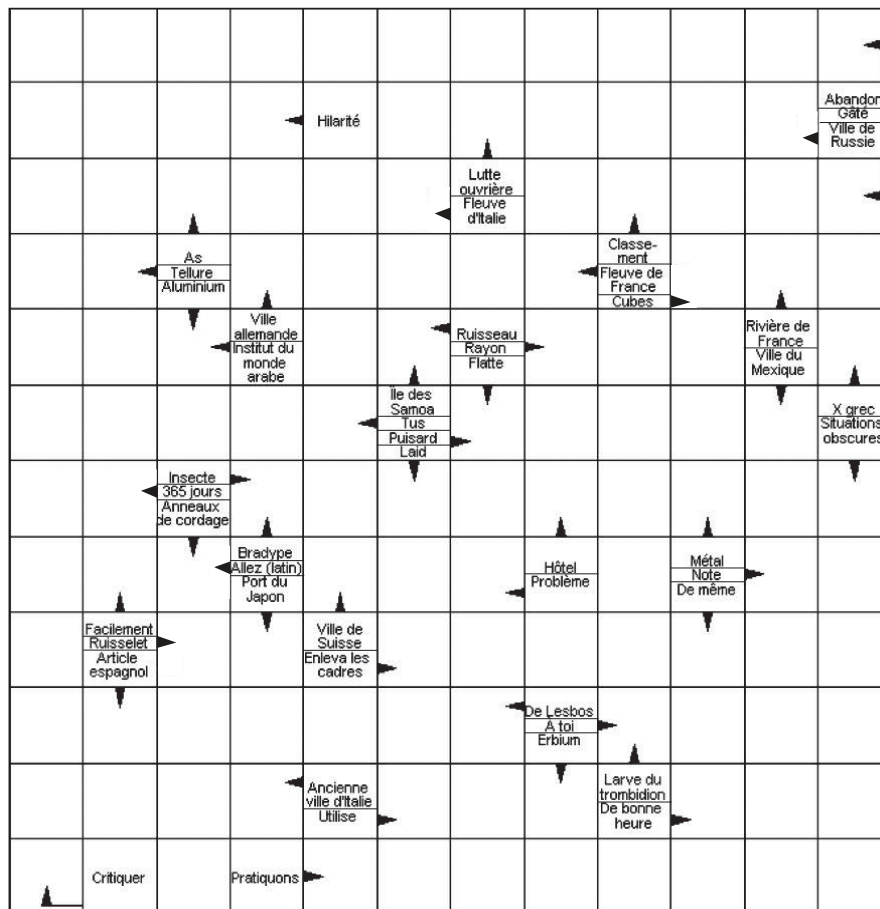 Hilarité
Abandon
Gâté
Ville de
Russie
Lutte
ouvrière
Fleuve
d'Italie
As
Tellure
Aluminium
Classe-
ment
Fleuve de
France
Cubes
Ville
allemande
Institut du
monde
arabe
Ruisseau
Rayon
Flatte
Rivière de
France
Ville du
Mexique
Île des
Samoa
Tus
Puisard
Laid
X grec
Situations
obscures
Insecte
365 jours
Anneaux
de cordage
Bradype
Allez (latin)
Port du
Japon
Hôtel
Problème
Métal
Note
De même
Facilement
Ruisselet
Article
espagnol
Ville de
Suisse
Enleva les
cadres
De Lesbos
À toi
Erbium
Ancienne
ville d'Italie
Utilise
Larve du
trombidion
De bonne
heure
Critiquer
Pratiquons